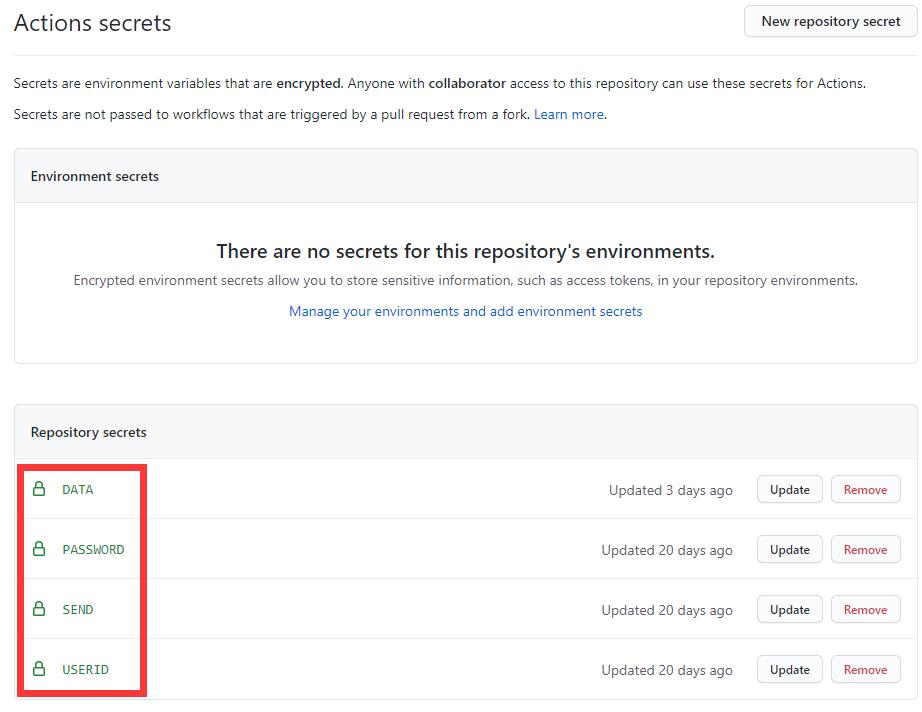 Actions secrets
New repository secret
Secrets are environment variables that are encrypted. Anyone with collaborator access to this repository can use these secrets for Actions.
Secrets are not passed to workflows that are triggered by a pull request from a fork. Learn more.
Environment secrets
There are no secrets for this repository's environments.
Encrypted environment secrets allow you to store sensitive information, such as access tokens, in your repository environments.
Manage your environments and add environment secrets
Repository secrets
DATA Updated 3 days ago Update Remove
PASSWORD Updated 20 days ago Update Remove
SEND Updated 20 days ago Update Remove
USERID Updated 20 days ago Update Remove